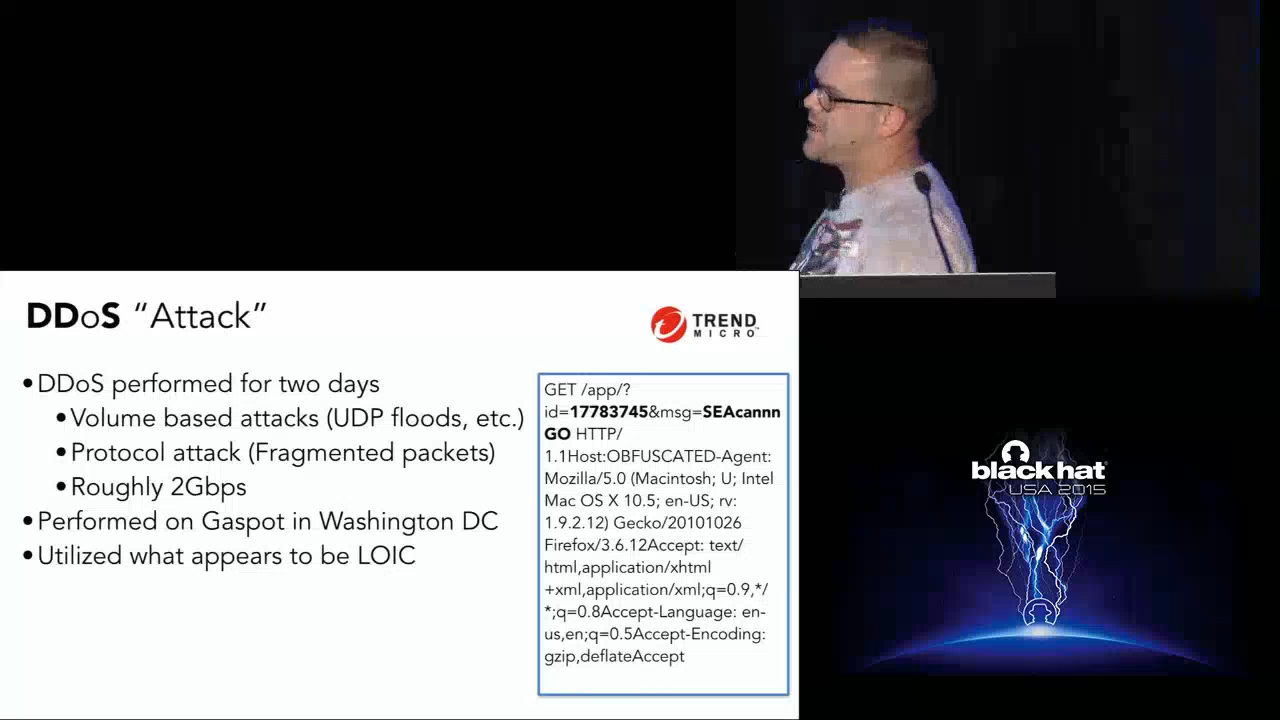 DDoS “Attack”
TREND
MICRO
•DDoS performed for two days
•Volume based attacks (UDP floods, etc.)
•Protocol attack (Fragmented packets)
•Roughly 2Gbps
•Performed on Gaspot in Washington DC
•Utilized what appears to be LOIC
GET /app/?
id=17783745&msg=SEAcannn
GO HTTP/
1.1Host:OBFUSCATED-Agent:
Mozilla/5.0 (Macintosh; U; Intel
Mac OS X 10.5; en-US; rv:
1.9.2.12) Gecko/20101026
Firefox/3.6.12Accept: text/
html,application/xhtml
+xml,application/xml;q=0.9,*/
*;q=0.8Accept-Language: en-
us,en;q=0.5Accept-Encoding:
gzip,deflateAccept
black hat
USA 2015